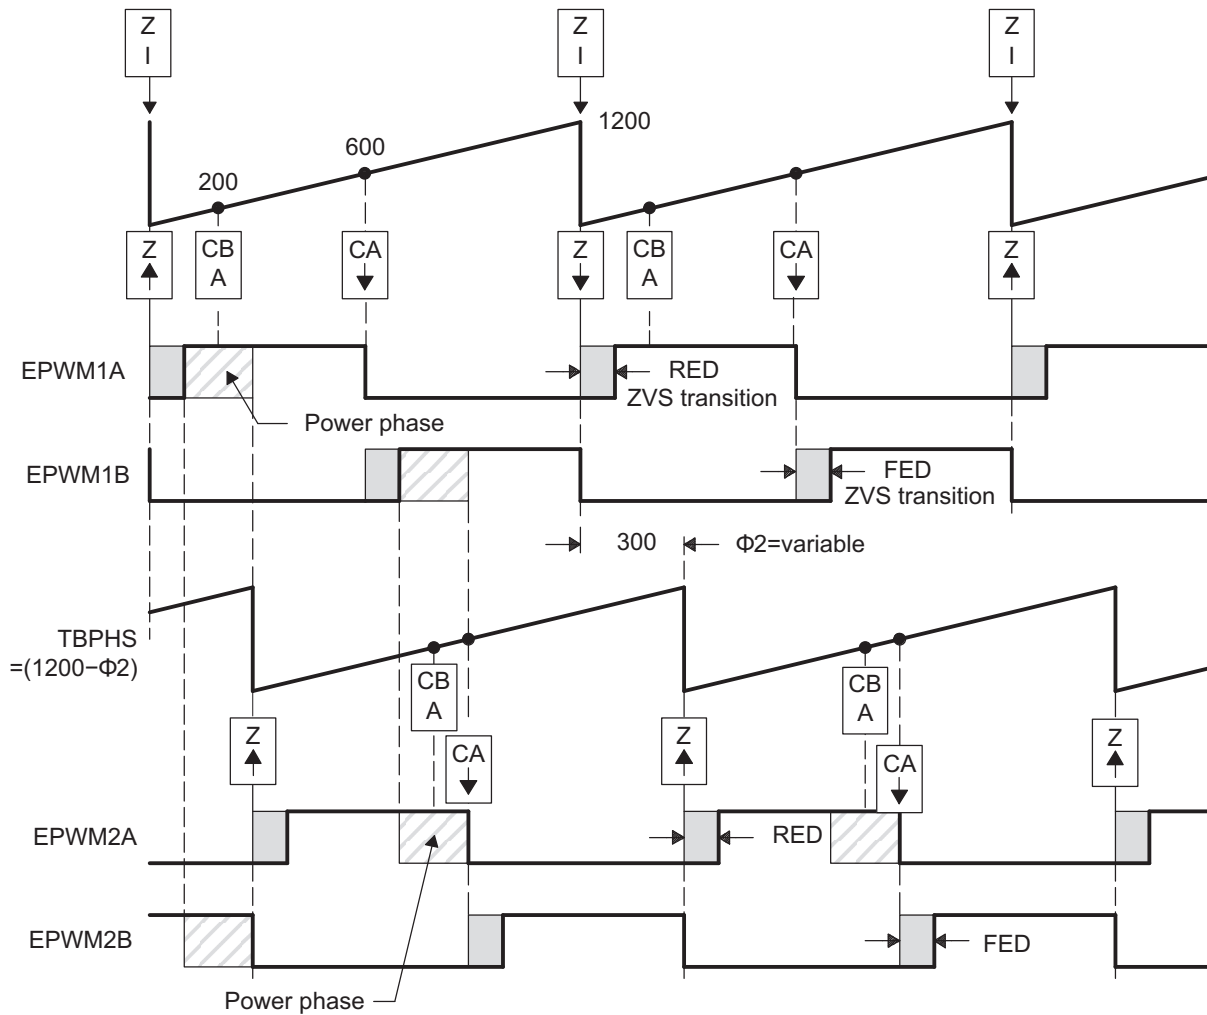 Z
I
Z
I
Z
I
1200
600
200
Z
CB
A
CA
Z
CB
A
CA
Z
EPWM1A
RED
ZVS transition
Power phase
EPWM1B
FED
ZVS transition
300
Φ2=variable
TBPHS
=(1200−Φ2)
CB
A
CB
A
Z
CA
Z
CA
Z
EPWM2A
RED
EPWM2B
FED
Power phase